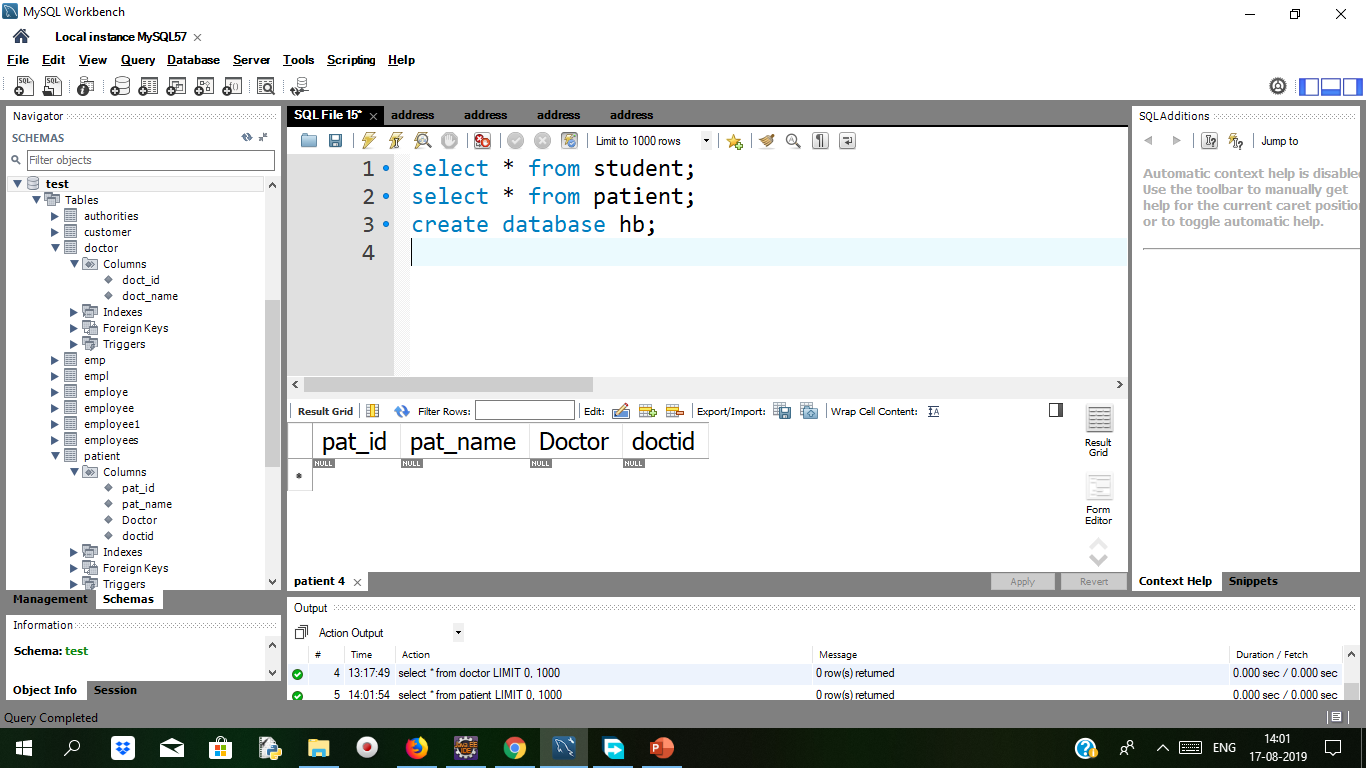 MySQL Workbench
Local instance MySQL57
File Edit View Query Database Server Tools Scripting Help
Navigator
SCHEMAS
Filter objects
test
Tables
authorities
customer
doctor
Columns
doct_id
doct_name
Indexes
Foreign Keys
Triggers
emp
empl
employe
employee
employee1
employees
patient
Columns
pat_id
pat_name
Doctor
doctid
Indexes
Foreign Keys
Triggers
Management Schemas
Information
Schema: test
Object Info Session
SQL File 15* address address address address
Limit to 1000 rows
1 select * from student;
2 select * from patient;
3 create database hb;
4
Result Grid Filter Rows: Edit: Export/Import: Wrap Cell Content:
pat_id pat_name Doctor doctid
* NULL NULL NULL NULL
Result Grid
Form Editor
patient 4 Apply Revert
SQLAdditions
Jump to
Automatic context help is disable
Use the toolbar to manually get
help for the current caret position
or to toggle automatic help.
Context Help Snippets
Output
Action Output
# Time Action Message Duration / Fetch
4 13:17:49 select * from doctor LIMIT 0, 1000 0 row(s) returned 0.000 sec / 0.000 sec
5 14:01:54 select * from patient LIMIT 0, 1000 0 row(s) returned 0.000 sec / 0.000 sec
Query Completed
ENG
14:01
17-08-2019